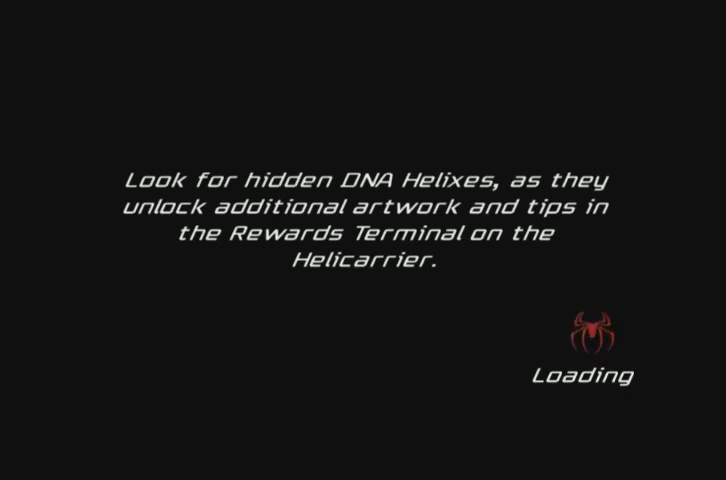 Look for hidden DNA Helixes, as they
unlock additional artwork and tips in
the Rewards Terminal on the
Helicarrier.
Loading